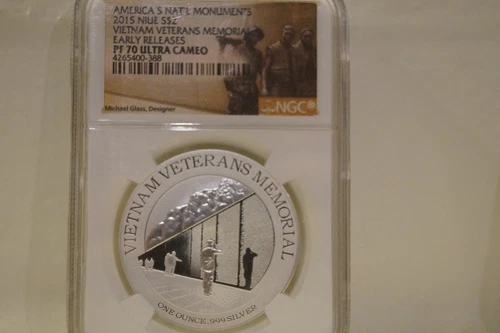 AMERICA'S NAT'L MONUMENTS
2015 NIUE S$2
VIETNAM VETERANS MEMORIAL
EARLY RELEASES
PF 70 ULTRA CAMEO
4265400-388
Michael Glass, Designer
NGC
VIETNAM VETERANS MEMORIAL
ONE OUNCE .999 SILVER